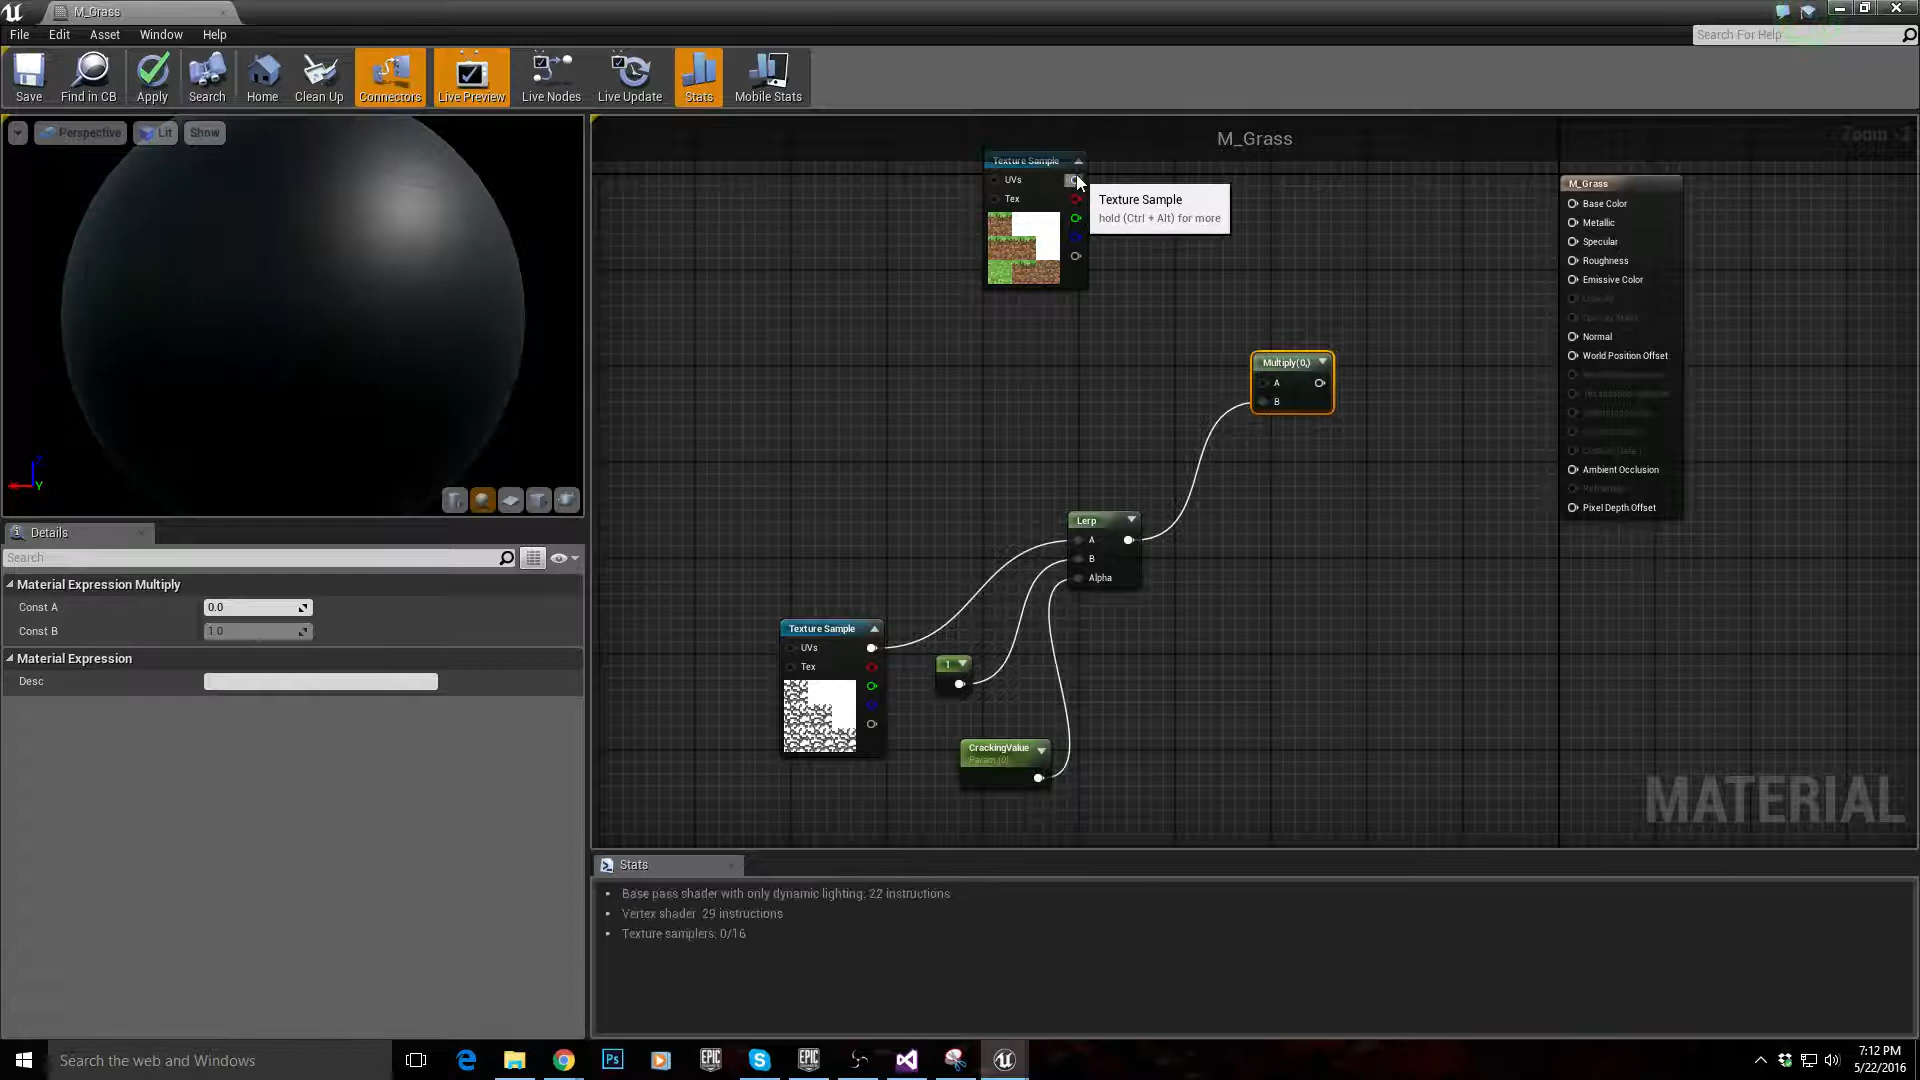 M_Grass
File Edit Asset Window Help
Search For Help
Save Find in CB Apply Search Home Clean Up Connectors Live Preview Live Nodes Live Update Stats Mobile Stats
Perspective Lit Show
M_Grass
Zoom -2
Texture Sample
UVs
Tex
Texture Sample
hold (Ctrl + Alt) for more
M_Grass
Base Color
Metallic
Specular
Roughness
Emissive Color
Normal
World Position Offset
Ambient Occlusion
Refraction
Pixel Depth Offset
Multiply(0,)
A
B
Lerp
A
B
Alpha
Texture Sample
UVs
Tex
1
CrackingValue
Param (0)
MATERIAL
Z
Y
Details
Search
Material Expression Multiply
Const A 0.0
Const B 1.0
Material Expression
Desc
Stats
Base pass shader with only dynamic lighting: 22 instructions
Vertex shader: 29 instructions
Texture samplers: 0/16
Search the web and Windows
7:12 PM
5/22/2016